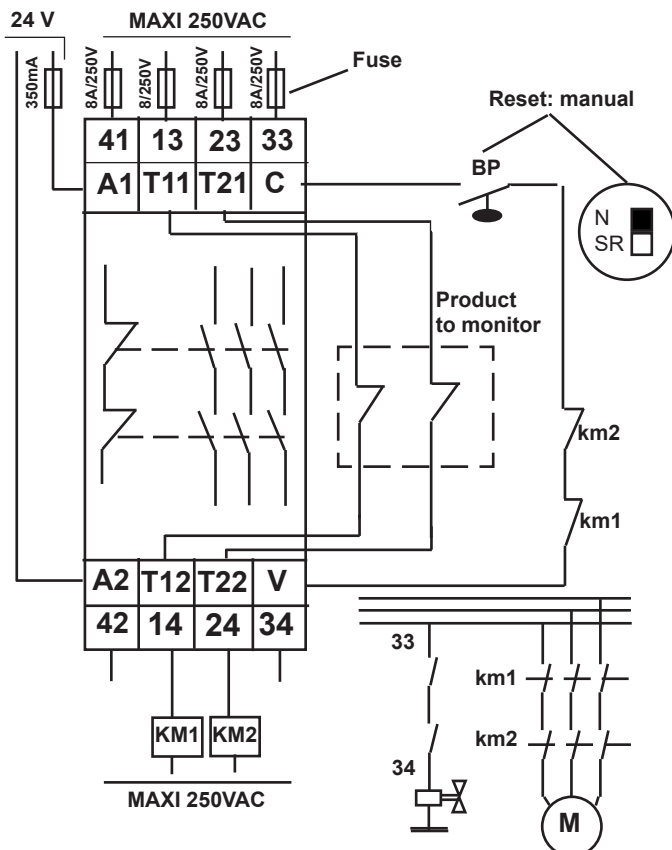 24 V
MAXI 250VAC
350mA
8A/250V
8/250V
8A/250V
8A/250V
Fuse
Reset: manual
41 13 23 33
A1 T11 T21 C
BP
N
SR
Product
to monitor
km2
km1
A2 T12 T22 V
42 14 24 34
33
km1
KM1 KM2
km2
34
MAXI 250VAC
M